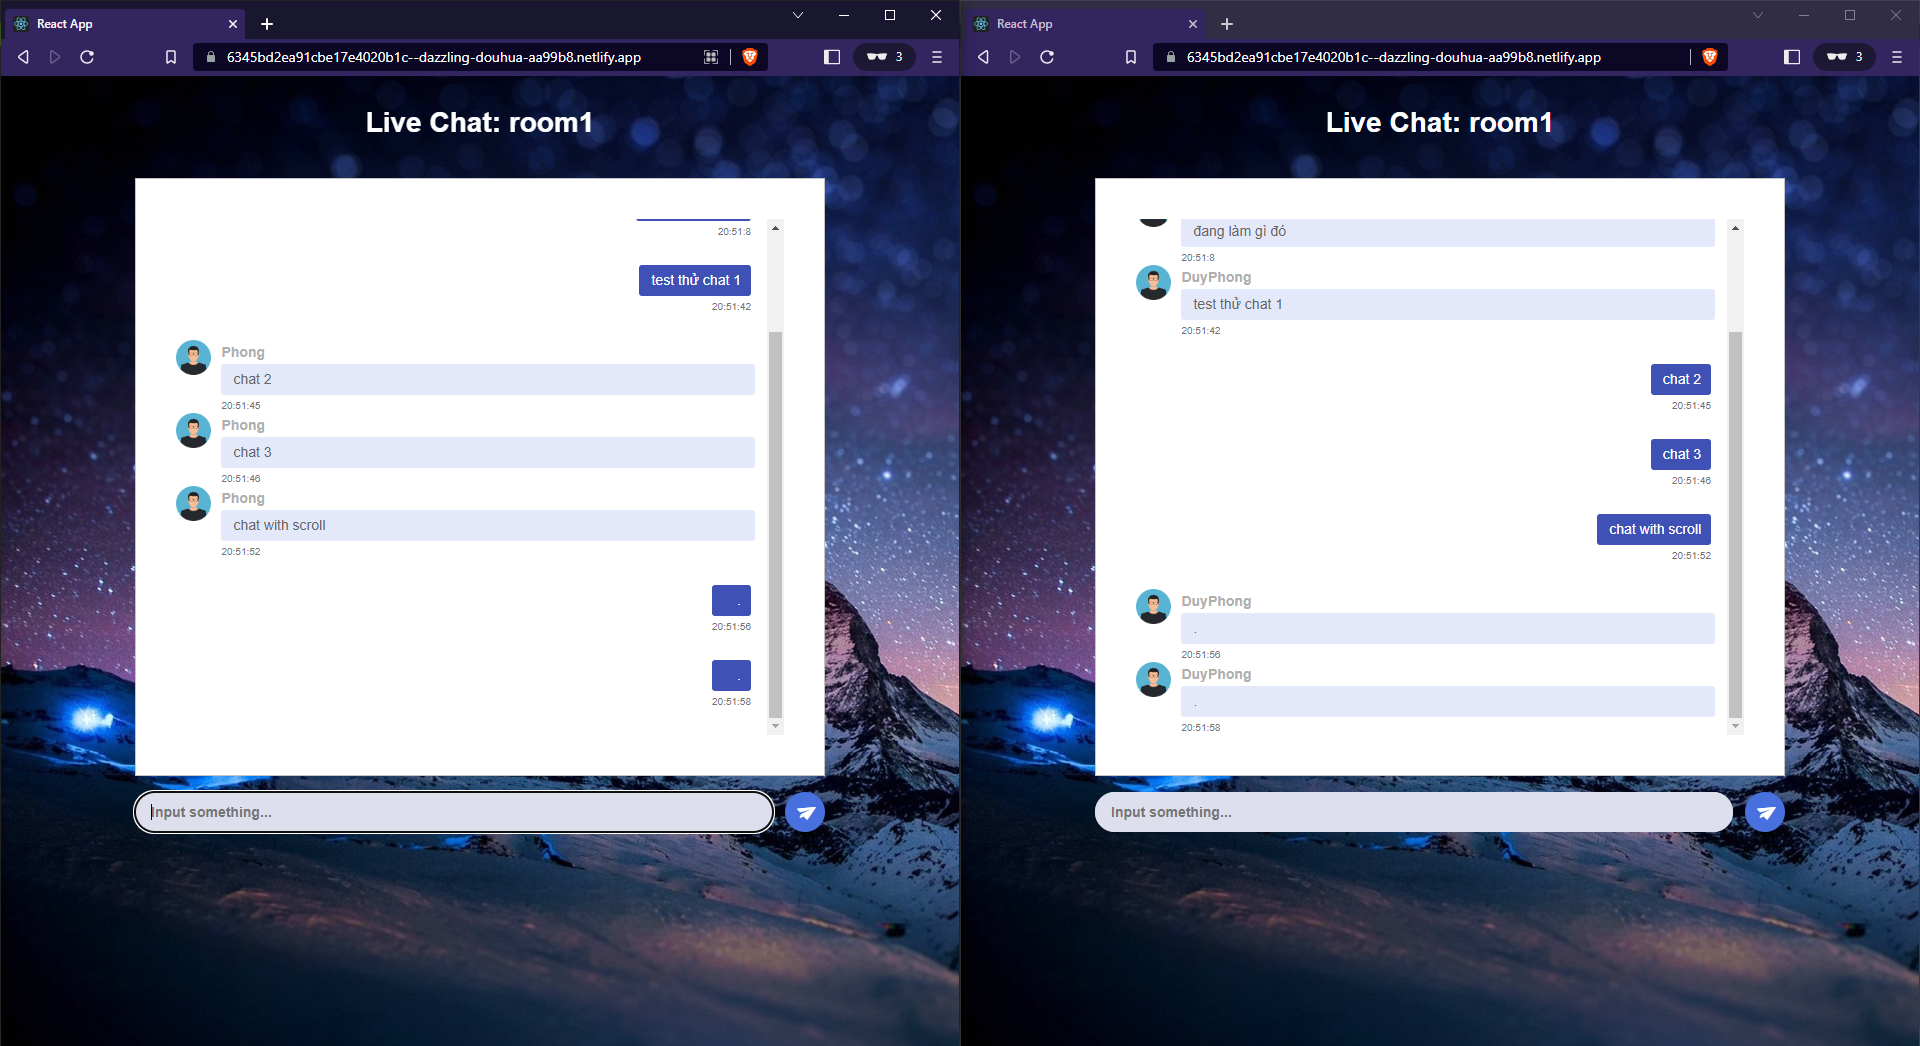 React App
6345bd2ea91cbe17e4020b1c--dazzling-douhua-aa99b8.netlify.app
3
Live Chat: room1
20:51:8
test thử chat 1
20:51:42
Phong
chat 2
20:51:45
Phong
chat 3
20:51:46
Phong
chat with scroll
20:51:52
.
20:51:56
.
20:51:58
Input something...
React App
6345bd2ea91cbe17e4020b1c--dazzling-douhua-aa99b8.netlify.app
3
Live Chat: room1
đang làm gì đó
20:51:8
DuyPhong
test thử chat 1
20:51:42
chat 2
20:51:45
chat 3
20:51:46
chat with scroll
20:51:52
DuyPhong
.
20:51:56
DuyPhong
.
20:51:58
Input something...